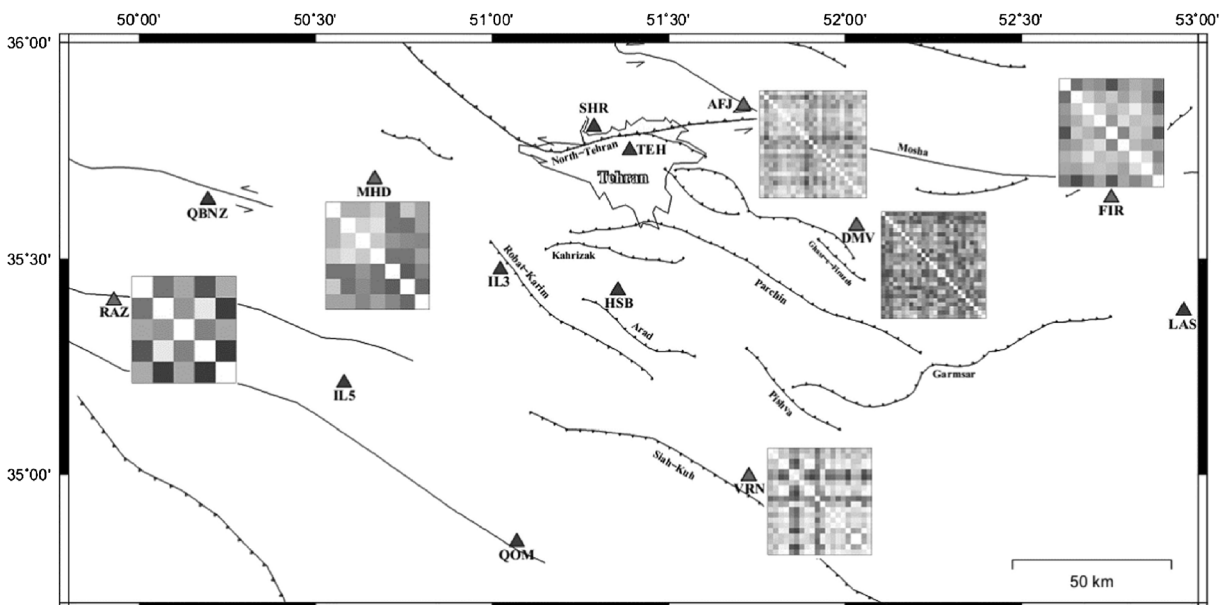 50˚00' 50˚30' 51˚00' 51˚30' 52˚00' 52˚30' 53˚00'
36˚00'
SHR
AFJ
TEH
North-Tehran
Mosha
Tehran
MHD
QBNZ
FIR
DMV
35˚30'
Kahrizak
Robat-Karim
IL3
Parchin
HSB
RAZ
Arad
LAS
Garmsar
IL5
Pishva
Siah-Kuh
35˚00'
VRN
QOM
50 km